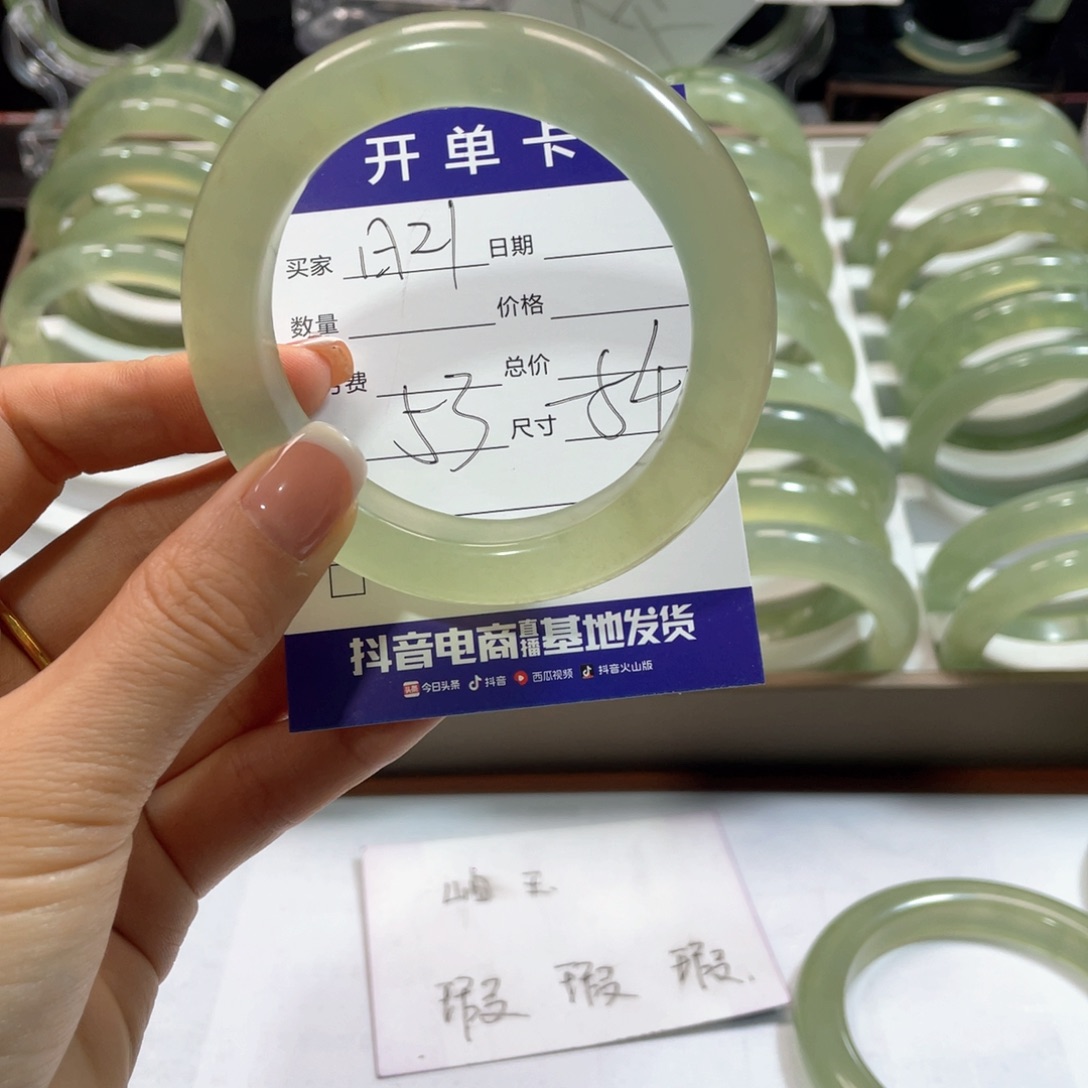 开单卡
买家 A21 日期
数量 价格
费 总价
53 尺寸 54
抖音电商直播基地发货
今日头条 抖音 西瓜视频 抖音火山版
岫玉
瑕 瑕 瑕.